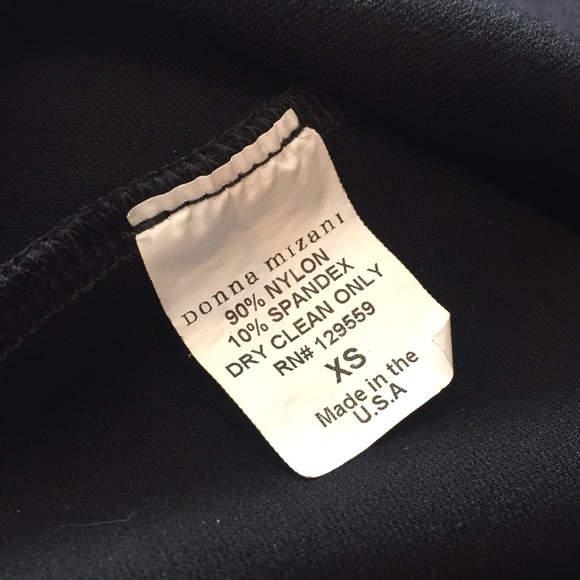 Donna mizani
90% NYLON
10% SPANDEX
DRY CLEAN ONLY
RN# 129559
XS
Made in the
U.S.A